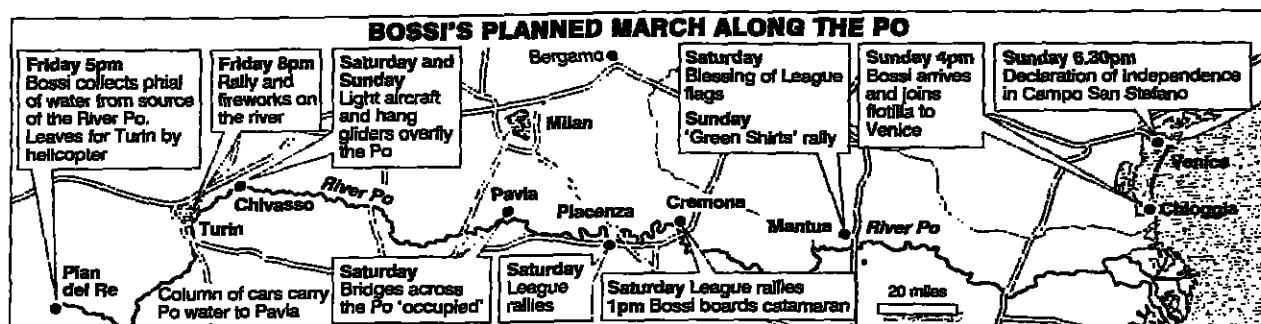 BOSSI'S PLANNED MARCH ALONG THE PO
Friday 5pm
Bossi collects phial
of water from source
of the River Po.
Leaves for Turin by
helicopter
Friday 8pm
Rally and
fireworks on
the river
Saturday and
Sunday
Light aircraft
and hang
gliders overfly
the Po
Bergamo
Milan
Saturday
Blessing of League
flags
Sunday
'Green Shirts' rally
Sunday 4pm
Bossi arrives
and joins
flotilla to
Venice
Sunday 6.30pm
Declaration of Independence
in Campo San Stefano
Venice
Chioggia
Chivasso
River Po
Turin
Pavia
Piacenza
Cremona
Mantua
River Po
Pian
del Re
Column of cars carry
Po water to Pavia
Saturday
Bridges across
the Po 'occupied'
Saturday
League
rallies
Saturday League rallies
1pm Bossi boards catamaran
20 miles